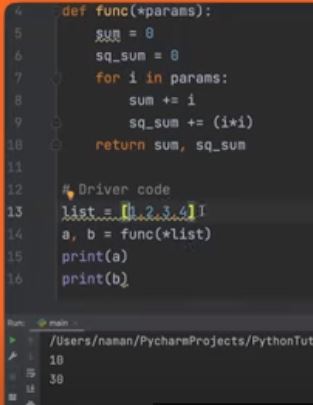 4 def func(*params):
5 sum = 0
6 sq_sum = 0
7 for i in params:
8 sum += i
9 sq_sum += (i*i)
10 return sum, sq_sum
11
12 # Driver code
13 list = [1,2,3,4]
14 a, b = func(*list)
15 print(a)
16 print(b)
Run: main
/Users/naman/PycharmProjects/PythonTut
10
30